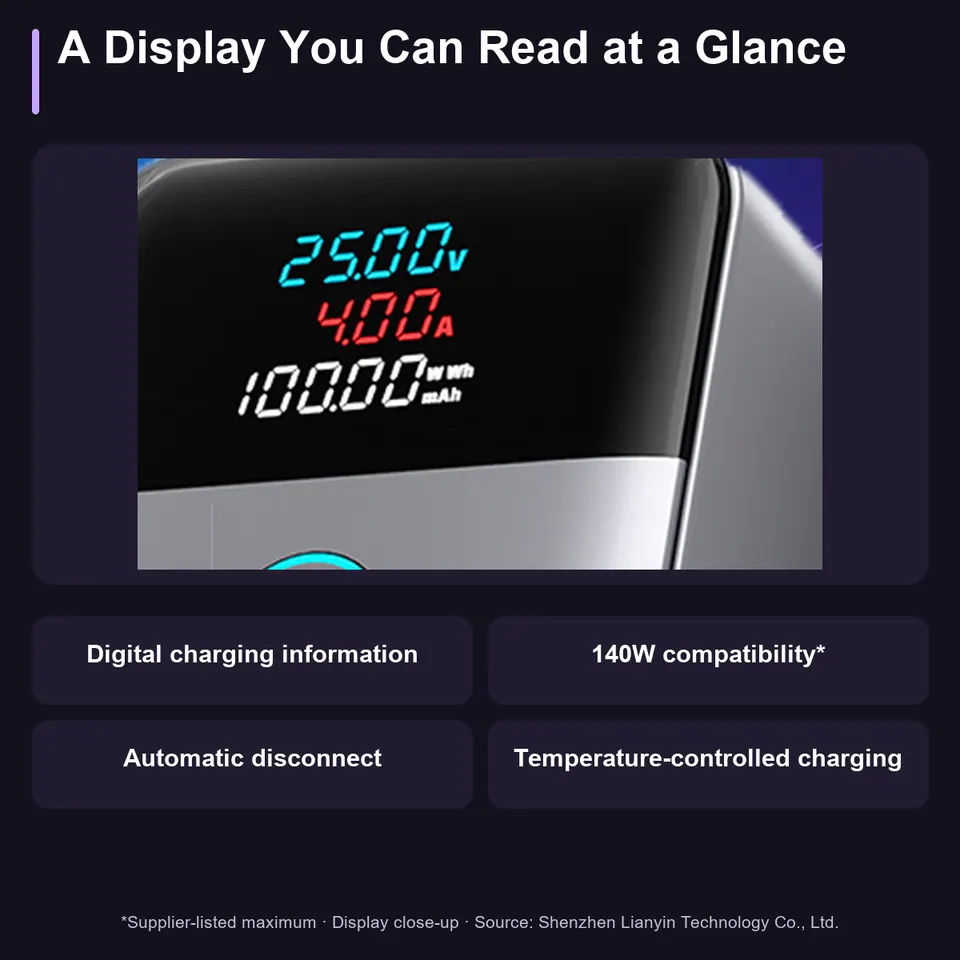 A Display You Can Read at a Glance
25.00V
4.00A
100.00W Wh
mAh
Digital charging information
140W compatibility*
Automatic disconnect
Temperature-controlled charging
*Supplier-listed maximum · Display close-up · Source: Shenzhen Lianyin Technology Co., Ltd.